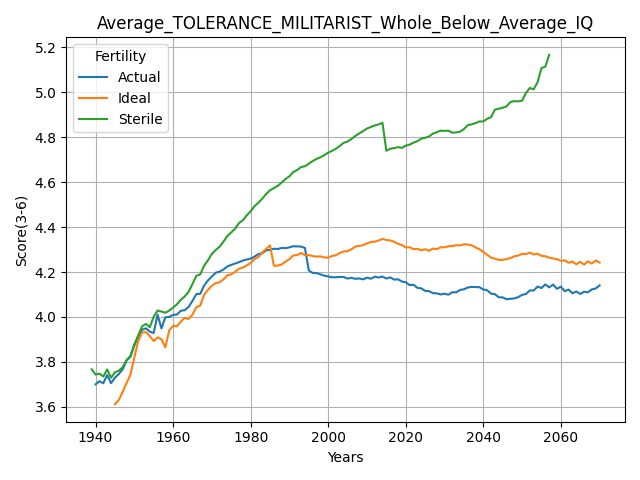 Average_TOLERANCE_MILITARIST_Whole_Below_Average_IQ
Fertility
Actual
Ideal
Sterile
Score(3-6)
5.2
5.0
4.8
4.6
4.4
4.2
4.0
3.8
3.6
1940 1960 1980 2000 2020 2040 2060
Years